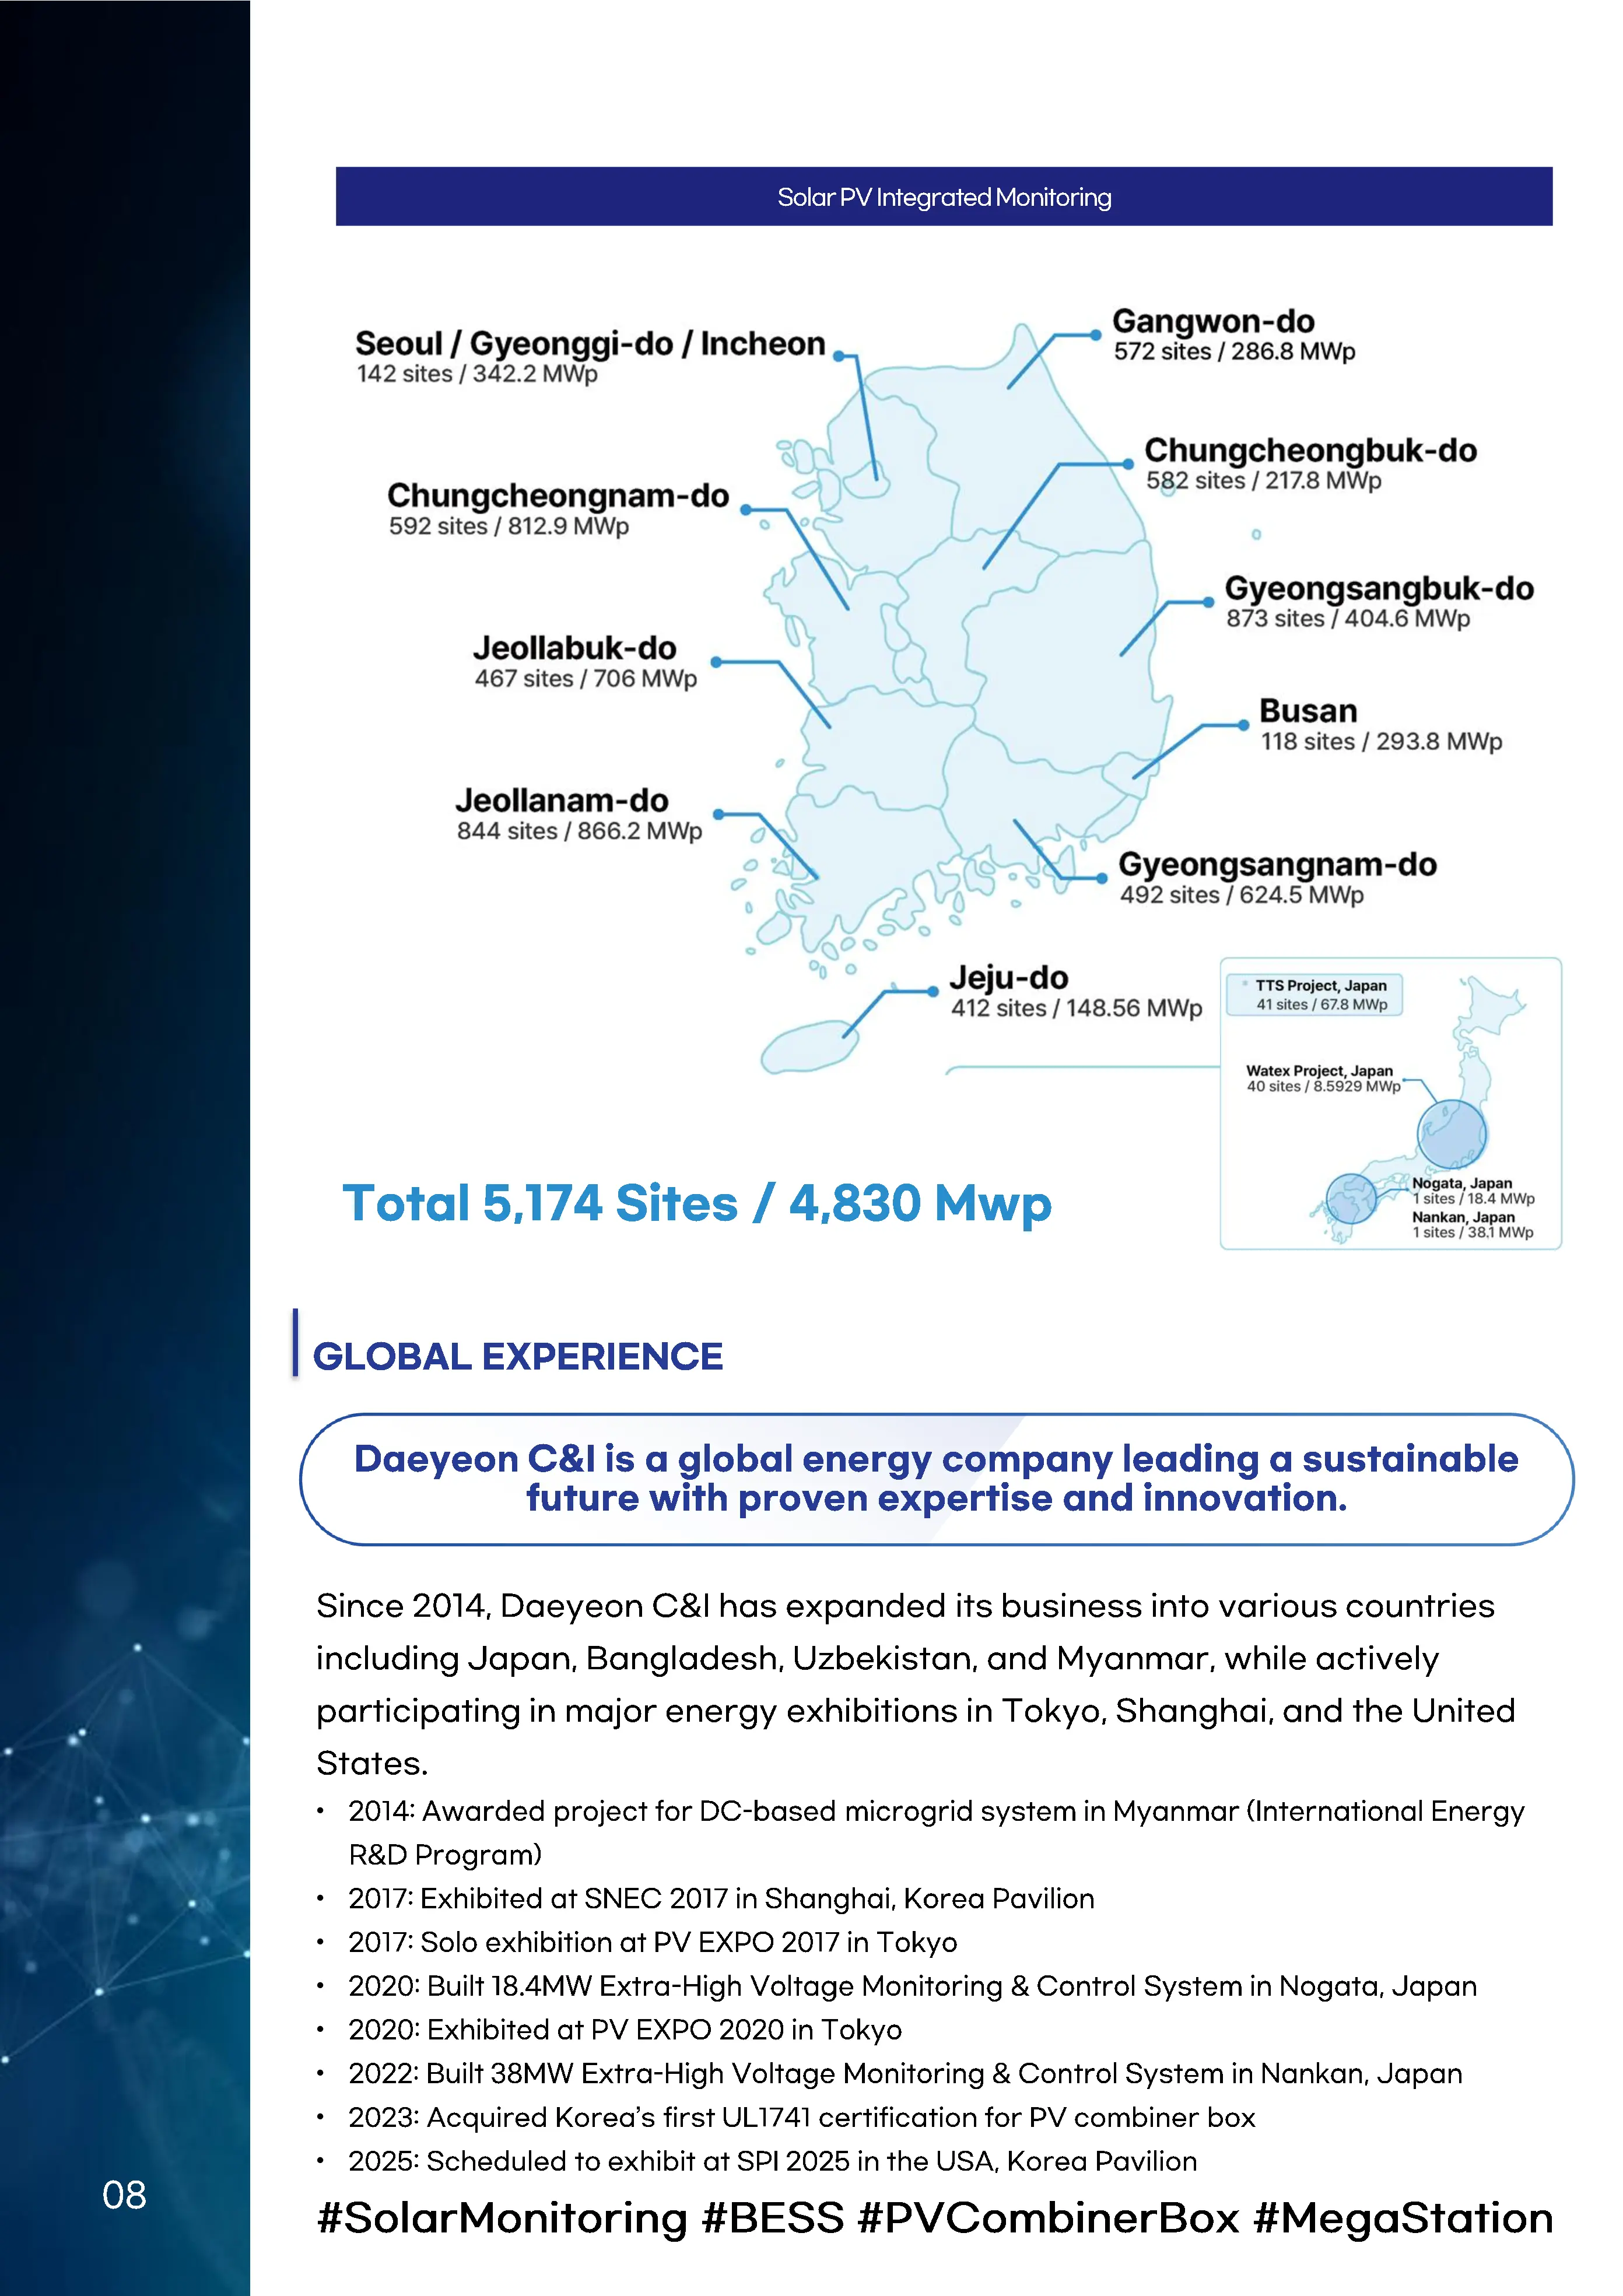 Solar PV Integrated Monitoring
Seoul / Gyeonggi-do / Incheon
142 sites / 342.2 MWp
Gangwon-do
572 sites / 286.8 MWp
Chungcheongbuk-do
582 sites / 217.8 MWp
Chungcheongnam-do
592 sites / 812.9 MWp
Gyeongsangbuk-do
873 sites / 404.6 MWp
Jeollabuk-do
467 sites / 706 MWp
Busan
118 sites / 293.8 MWp
Jeollanam-do
844 sites / 866.2 MWp
Gyeongsangnam-do
492 sites / 624.5 MWp
Jeju-do
412 sites / 148.56 MWp
TTS Project, Japan
41 sites / 67.8 MWp
Watex Project, Japan
40 sites / 8.5929 MWp
Nogata, Japan
1 sites / 18.4 MWp
Nankan, Japan
1 sites / 38.1 MWp
Total 5,174 Sites / 4,830 Mwp
GLOBAL EXPERIENCE
Daeyeon C&I is a global energy company leading a sustainable
future with proven expertise and innovation.
Since 2014, Daeyeon C&I has expanded its business into various countries
including Japan, Bangladesh, Uzbekistan, and Myanmar, while actively
participating in major energy exhibitions in Tokyo, Shanghai, and the United
States.
• 2014: Awarded project for DC-based microgrid system in Myanmar (International Energy
R&D Program)
• 2017: Exhibited at SNEC 2017 in Shanghai, Korea Pavilion
• 2017: Solo exhibition at PV EXPO 2017 in Tokyo
• 2020: Built 18.4MW Extra-High Voltage Monitoring & Control System in Nogata, Japan
• 2020: Exhibited at PV EXPO 2020 in Tokyo
• 2022: Built 38MW Extra-High Voltage Monitoring & Control System in Nankan, Japan
• 2023: Acquired Korea's first UL1741 certification for PV combiner box
• 2025: Scheduled to exhibit at SPI 2025 in the USA, Korea Pavilion
08
#SolarMonitoring #BESS #PVCombinerBox #MegaStation